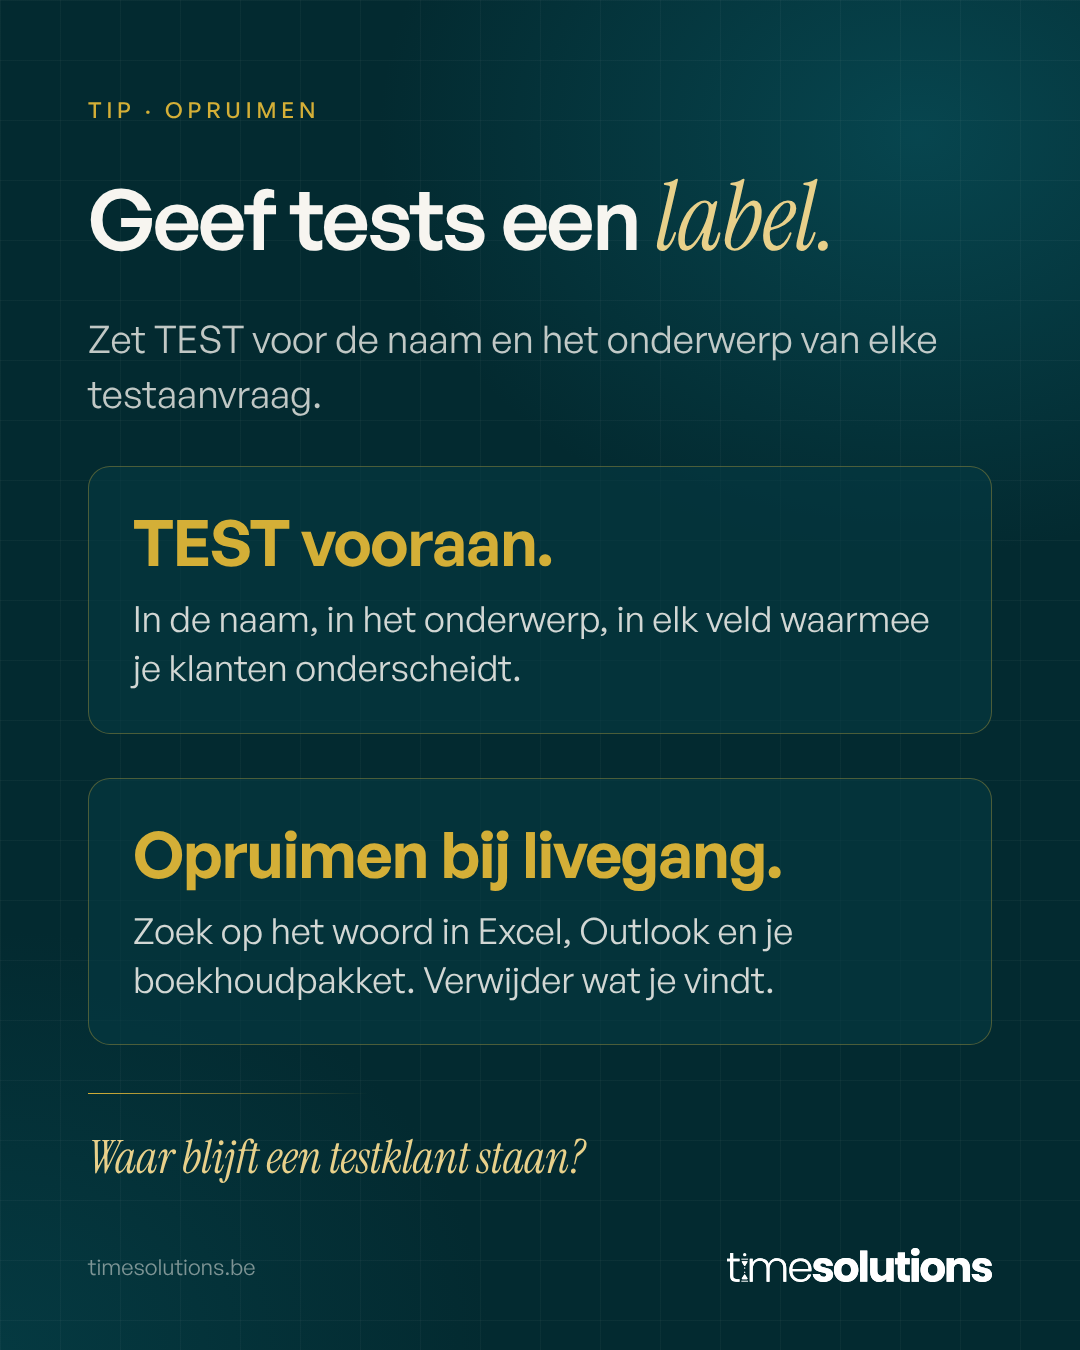 TIP · OPRUIMEN
Geef tests een label.
Zet TEST voor de naam en het onderwerp van elke
testaanvraag.
TEST vooraan.
In de naam, in het onderwerp, in elk veld waarmee
je klanten onderscheidt.
Opruimen bij livegang.
Zoek op het woord in Excel, Outlook en je
boekhoudpakket. Verwijder wat je vindt.
Waar blijft een testklant staan?
timesolutions.be
timesolutions